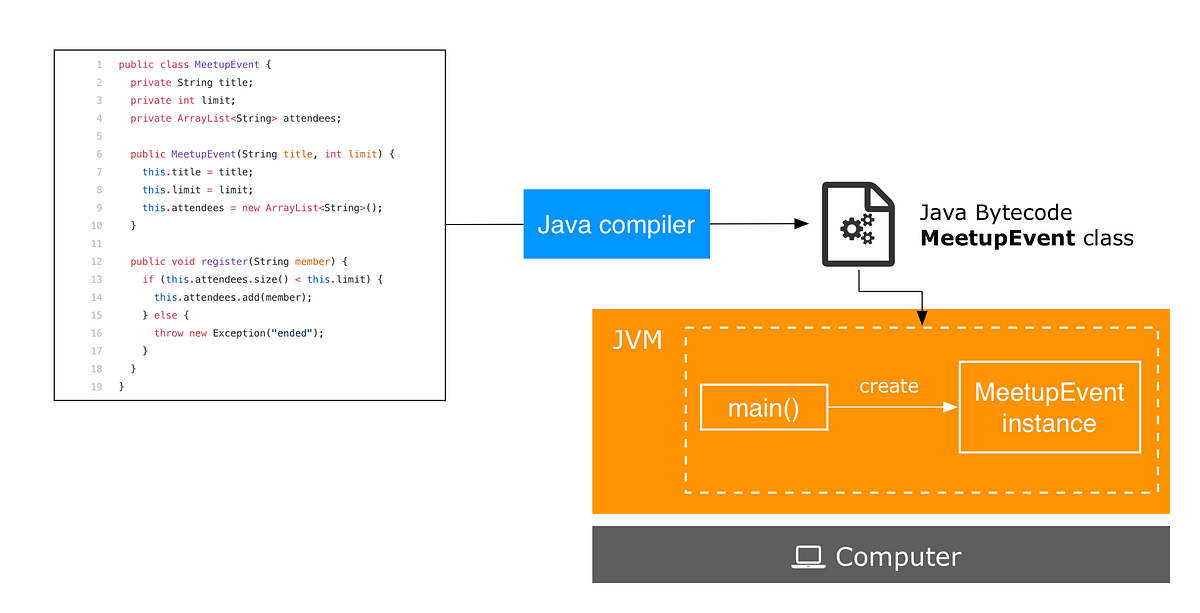 1 public class MeetupEvent {
2 private String title;
3 private int limit;
4 private ArrayList<String> attendees;
5
6 public MeetupEvent(String title, int limit) {
7 this.title = title;
8 this.limit = limit;
9 this.attendees = new ArrayList<String>();
10 }
11
12 public void register(String member) {
13 if (this.attendees.size() < this.limit) {
14 this.attendees.add(member);
15 } else {
16 throw new Exception("ended");
17 }
18 }
19 }
Java compiler
Java Bytecode
MeetupEvent class
JVM
main()
create
MeetupEvent
instance
Computer